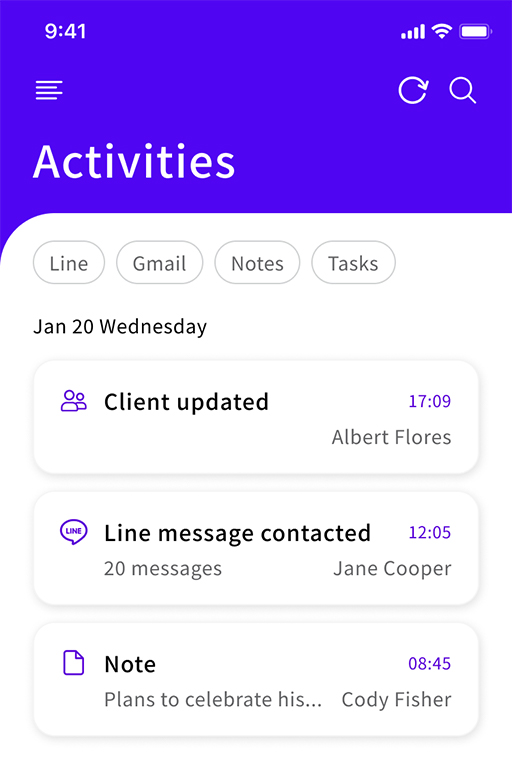 9:41
Activities
Line Gmail Notes Tasks
Jan 20 Wednesday
Client updated 17:09
Albert Flores
LINE Line message contacted 12:05
20 messages Jane Cooper
Note 08:45
Plans to celebrate his... Cody Fisher